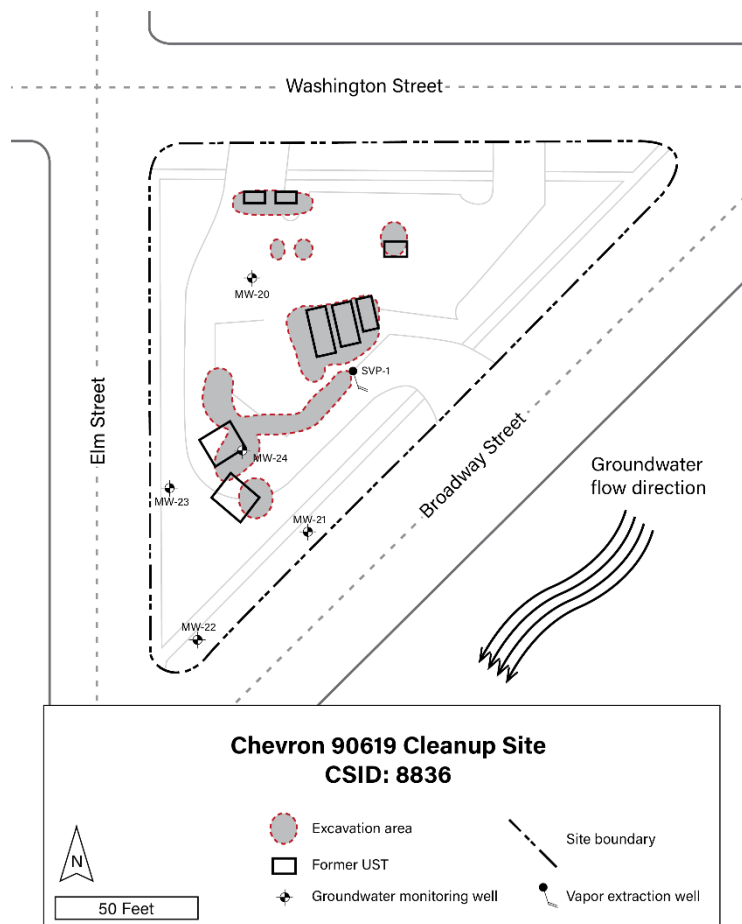 Washington Street
MW-20
SVP-1
Elm Street
MW-24
MW-23
MW-21
Broadway Street
Groundwater
flow direction
MW-22
Chevron 90619 Cleanup Site
CSID: 8836
Excavation area
Site boundary
Former UST
N
Groundwater monitoring well
Vapor extraction well
50 Feet